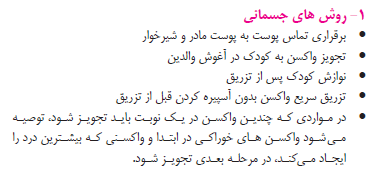 ۱- روش های جسمانی
• برقراری تماس پوست به پوست مادر و شیرخوار
• تجویز واکسن به کودک در آغوش والدین
• نوازش کودک پس از تزریق
• تزریق سریع واکسن بدون آسپیره کردن قبل از تزریق
• در مواردی که چندین واکسن در یک نوبت باید تجویز شود، توصیه
می‌شود واکسن های خوراکی در ابتدا و واکسنی که بیشترین درد را
ایجاد می‌کند، در مرحله بعدی تجویز شود.